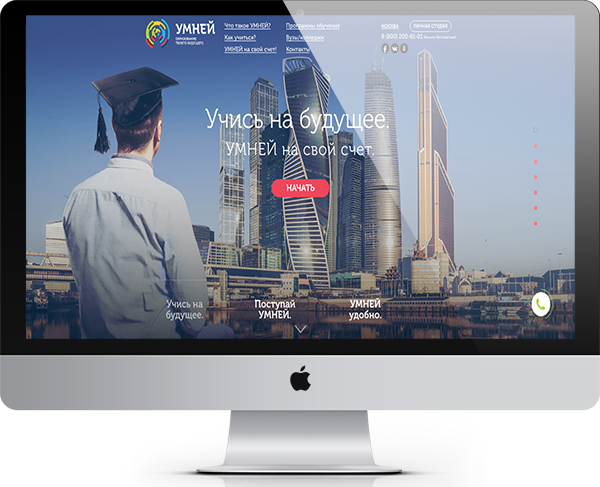 УМНЕЙ
ОБРАЗОВАНИЕ
ТВОЕГО БУДУЩЕГО
Что такое УМНЕЙ?
Как учиться?
УМНЕЙ на свой счет!
Программы обучения
Вузы/колледжи
Контакты
МОСКВА
ЛИЧНАЯ СТУДИЯ
8 (800) 200-61-01
Учись на будущее.
УМНЕЙ на свой счет.
НАЧАТЬ
Учись на
будущее.
Поступай
УМНЕЙ.
УМНЕЙ
удобно.